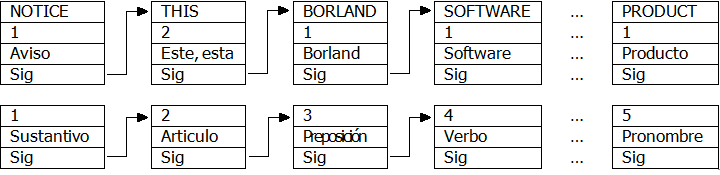 NOTICE THIS BORLAND SOFTWARE ... PRODUCT
1 2 1 1 ... 1
Aviso Este, esta Borland Software ... Producto
Sig Sig Sig Sig ... Sig
1 2 3 4 ... 5
Sustantivo Articulo Preposición Verbo ... Pronombre
Sig Sig Sig Sig ... Sig